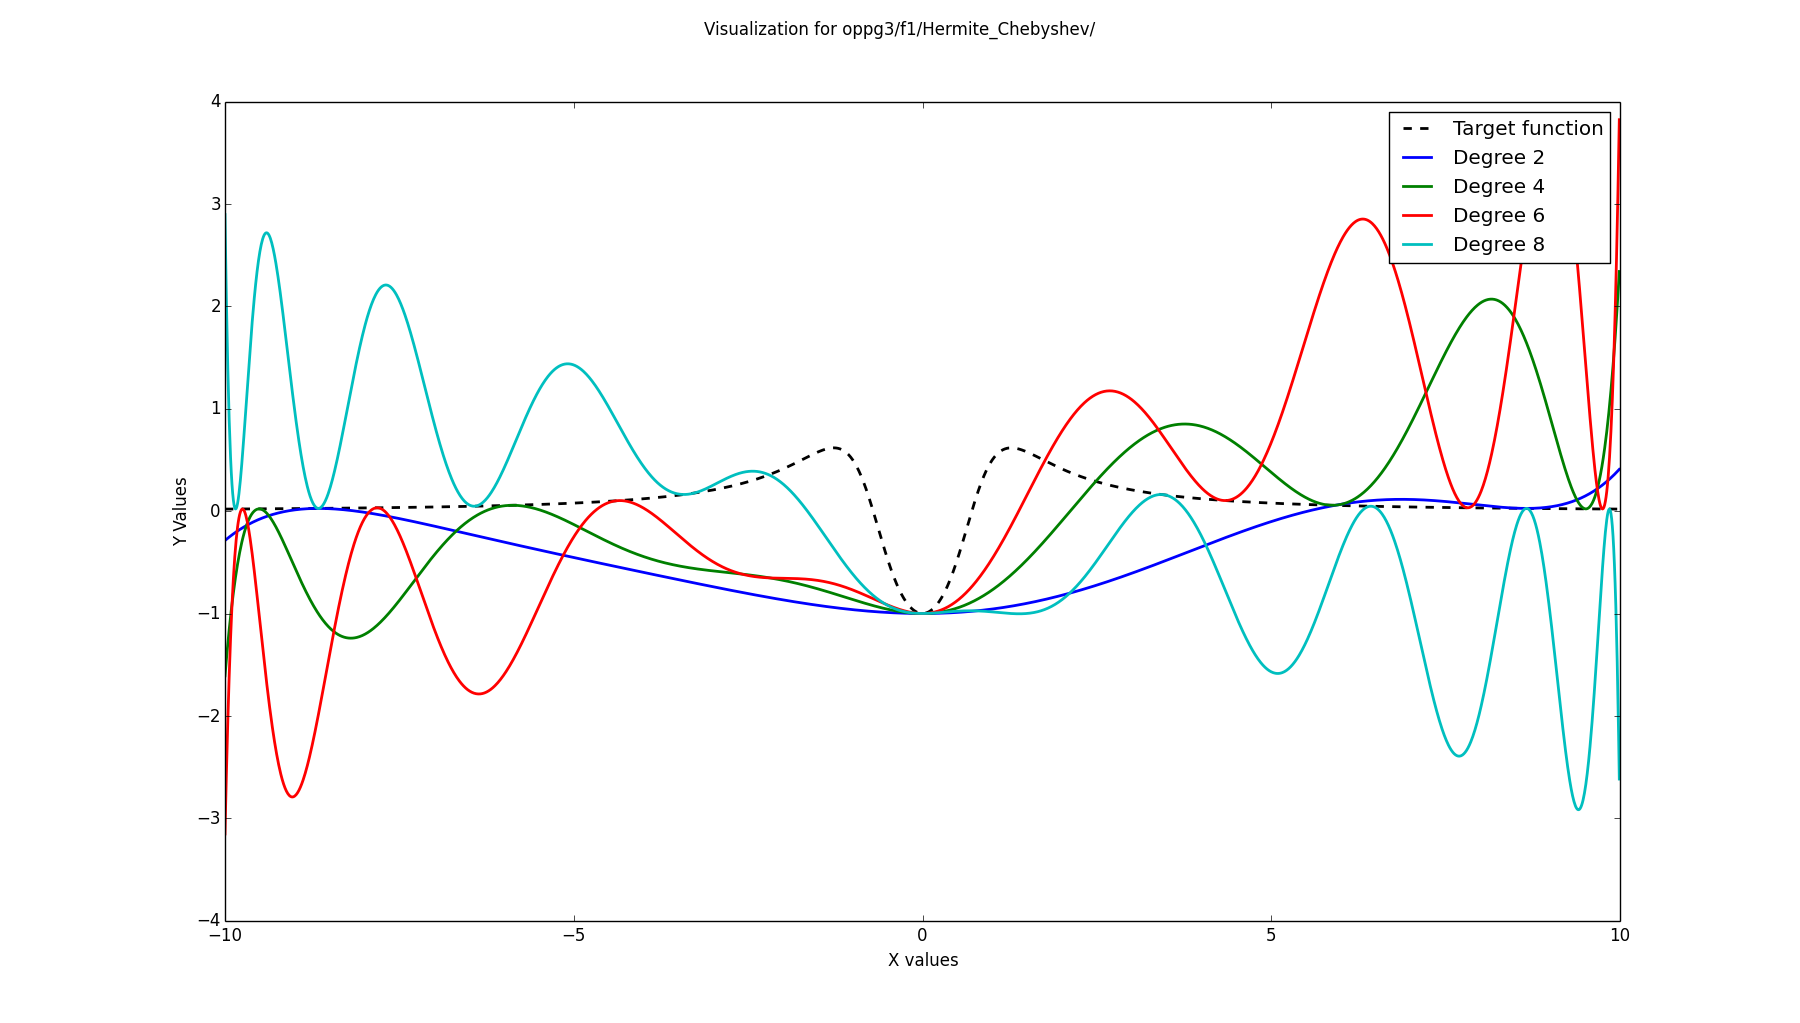 Visualization for oppg3/f1/Hermite_Chebyshev/
4
3
2
1
0
−1
−2
−3
−4
Y Values
Target function
Degree 2
Degree 4
Degree 6
Degree 8
−10
−5
0
5
10
X values